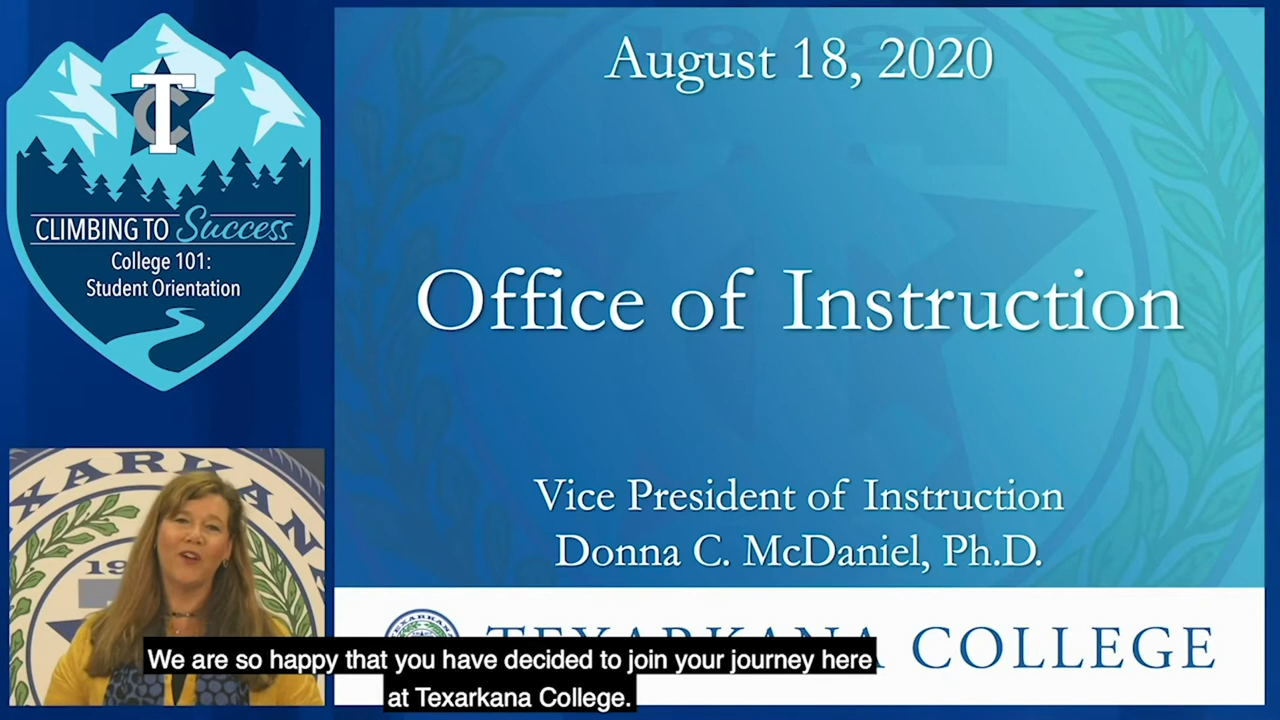 August 18, 2020
TC
CLIMBING TO Success
College 101:
Student Orientation
Office of Instruction
Vice President of Instruction
Donna C. McDaniel, Ph.D.
COLLEGE
We are so happy that you have decided to join your journey here
at Texarkana College.